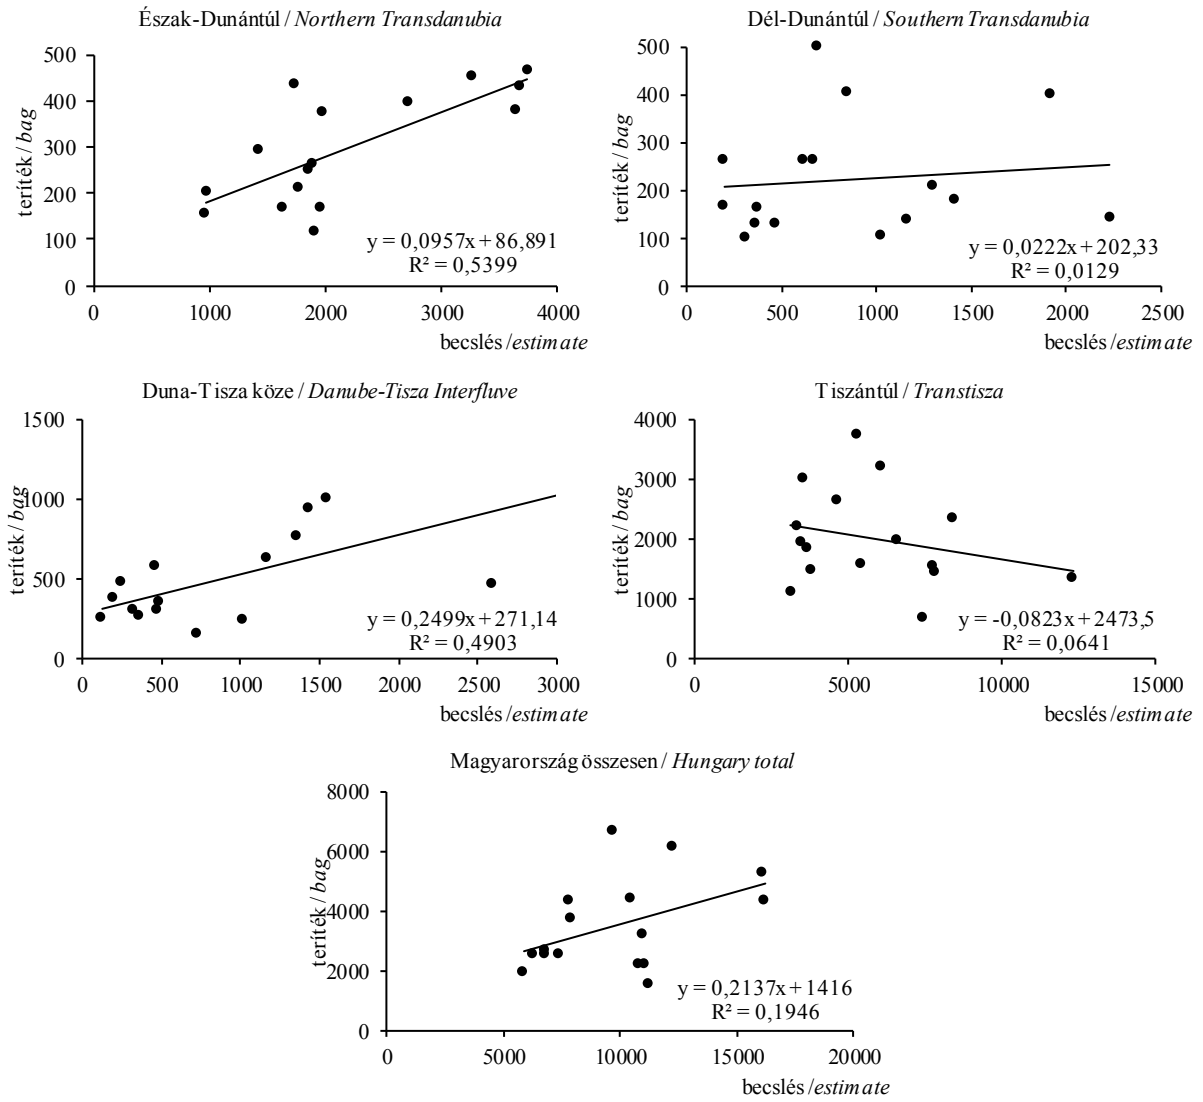 Észak-Dunántúl / Northern Transdanubia
500
400
300
200
100
0
teríték / bag
y = 0,0957x + 86,891
R² = 0,5399
0 1000 2000 3000 4000
becslés /estimate
Dél-Dunántúl / Southern Transdanubia
500
400
300
200
100
0
teríték / bag
y = 0,0222x + 202,33
R² = 0,0129
0 500 1000 1500 2000 2500
becslés /estimate
Duna-Tisza köze / Danube-Tisza Interfluve
1500
1000
500
0
teríték / bag
y = 0,2499x + 271,14
R² = 0,4903
0 500 1000 1500 2000 2500 3000
becslés /estimate
Tiszántúl / Transtisza
4000
3000
2000
1000
0
teríték / bag
y = -0,0823x + 2473,5
R² = 0,0641
0 5000 10000 15000
becslés /estimate
Magyarország összesen / Hungary total
8000
6000
4000
2000
0
teríték / bag
y = 0,2137x + 1416
R² = 0,1946
0 5000 10000 15000 20000
becslés /estimate